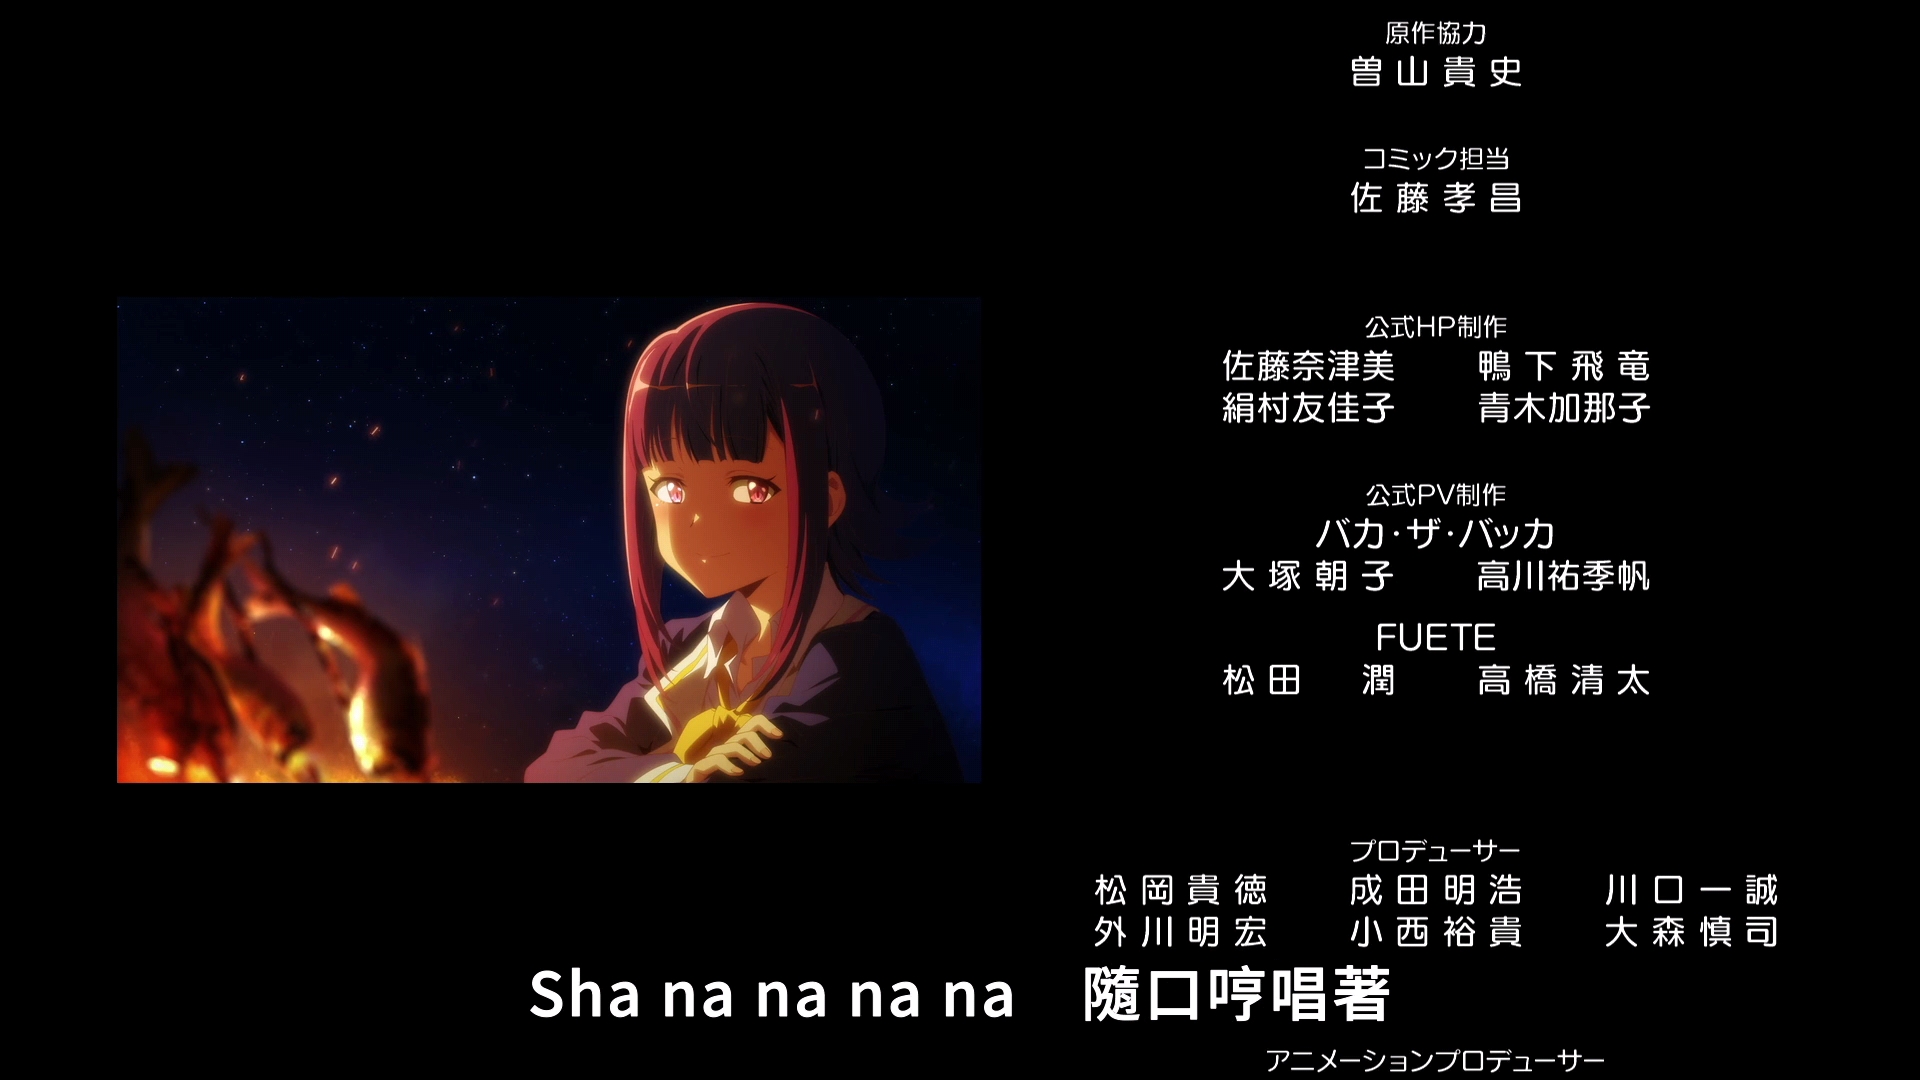 原作協力
曽山貴史
コミック担当
佐藤孝昌
公式HP制作
佐藤奈津美 鴨下飛竜
絹村友佳子 青木加那子
公式PV制作
バカ・ザ・バッカ
大塚朝子 高川祐季帆
FUETE
松田 潤 高橋清太
プロデューサー
松岡貴徳 成田明浩 川口一誠
外川明宏 小西裕貴 大森慎司
Sha na na na na 隨口哼唱著
アニメーションプロデューサー